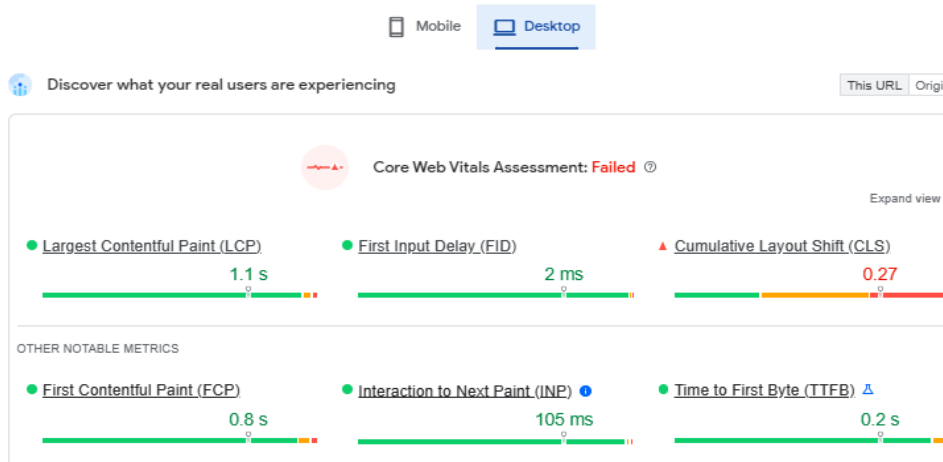 Mobile Desktop
Discover what your real users are experiencing This URL Origi
Core Web Vitals Assessment: Failed
Expand view
Largest Contentful Paint (LCP) First Input Delay (FID) Cumulative Layout Shift (CLS)
1.1 s 2 ms 0.27
OTHER NOTABLE METRICS
First Contentful Paint (FCP) Interaction to Next Paint (INP) Time to First Byte (TTFB)
0.8 s 105 ms 0.2 s